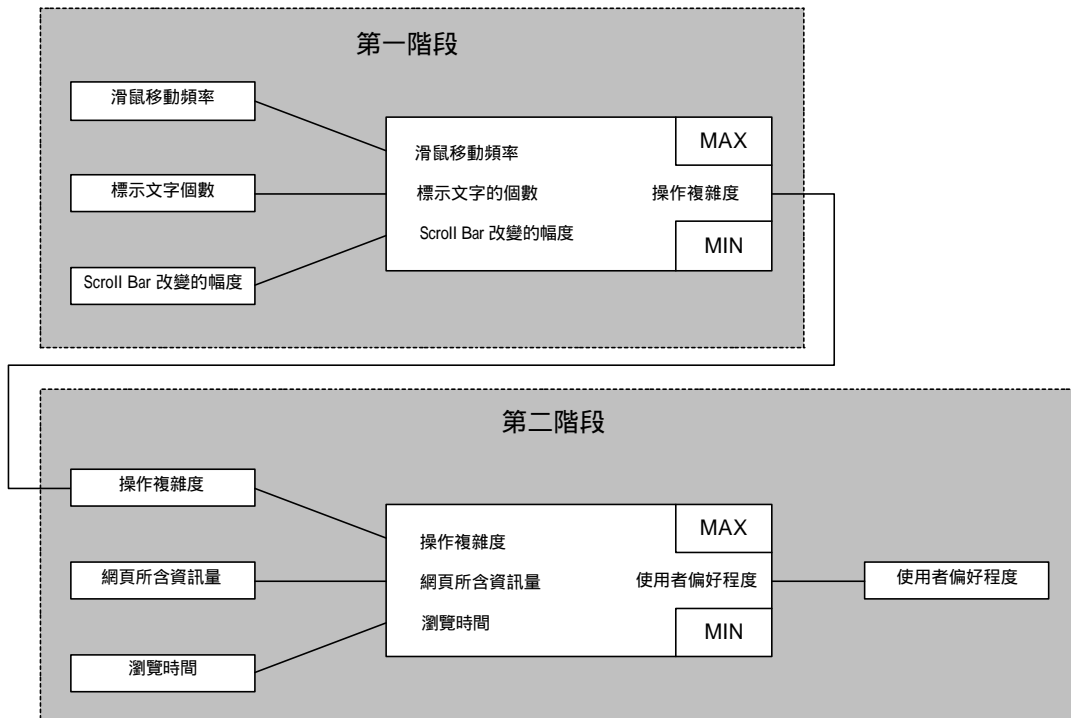 第一階段
滑鼠移動頻率
標示文字個數
Scroll Bar 改變的幅度
滑鼠移動頻率
標示文字的個數
Scroll Bar 改變的幅度
MAX
操作複雜度
MIN
第二階段
操作複雜度
網頁所含資訊量
瀏覽時間
操作複雜度
網頁所含資訊量
瀏覽時間
MAX
使用者偏好程度
MIN
使用者偏好程度